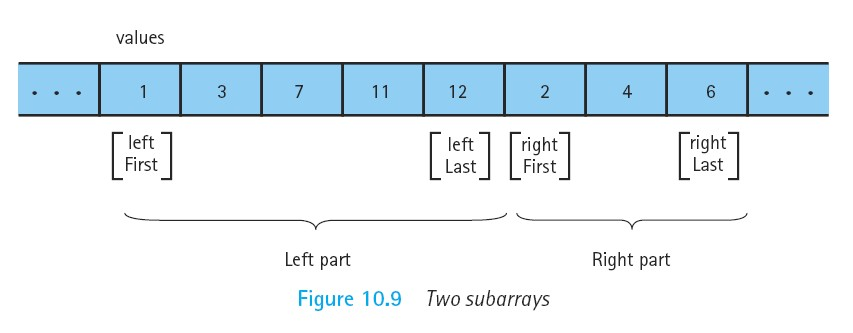 values
. . . 1 3 7 11 12 2 4 6 . . .
[left First] [left Last] [right First] [right Last]
Left part Right part
Figure 10.9 Two subarrays